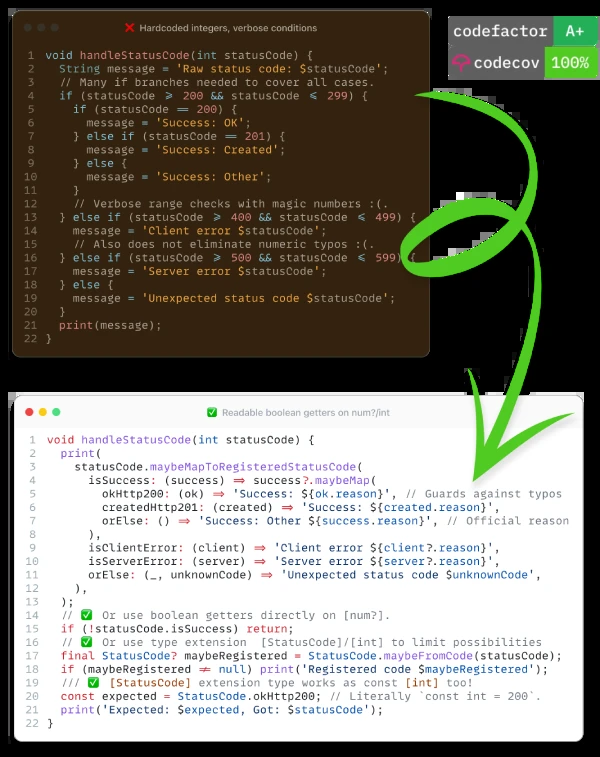 ❌ Hardcoded integers, verbose conditions
codefactor A+
codecov 100%
1 void handleStatusCode(int statusCode) {
2 String message = 'Raw status code: $statusCode';
3 // Many if branches needed to cover all cases.
4 if (statusCode ⩾ 200 && statusCode ⩽ 299) {
5 if (statusCode == 200) {
6 message = 'Success: OK';
7 } else if (statusCode == 201) {
8 message = 'Success: Created';
9 } else {
10 message = 'Success: Other';
11 }
12 // Verbose range checks with magic numbers :(.
13 } else if (statusCode ⩾ 400 && statusCode ⩽ 499) {
14 message = 'Client error $statusCode';
15 // Also does not eliminate numeric typos :(.
16 } else if (statusCode ⩾ 500 && statusCode ⩽ 599) {
17 message = 'Server error $statusCode';
18 } else {
19 message = 'Unexpected status code $statusCode';
20 }
21 print(message);
22 }
✅ Readable boolean getters on num?/int
1 void handleStatusCode(int statusCode) {
2 print(
3 statusCode.maybeMapToRegisteredStatusCode(
4 isSuccess: (success) => success?.maybeMap(
5 okHttp200: (ok) => 'Success: ${ok.reason}', // Guards against typos
6 createdHttp201: (created) => 'Success: ${created.reason}',
7 orElse: () => 'Success: Other ${success.reason}', // Official reason
8 ),
9 isClientError: (client) => 'Client error ${client?.reason}',
10 isServerError: (server) => 'Server error ${server?.reason}',
11 orElse: (_, unknownCode) => 'Unexpected status code $unknownCode',
12 ),
13 );
14 // ✅ Or use boolean getters directly on [num?].
15 if (!statusCode.isSuccess) return;
16 // ✅ Or use type extension [StatusCode]/[int] to limit possibilities
17 final StatusCode? maybeRegistered = StatusCode.maybeFromCode(statusCode);
18 if (maybeRegistered ≠ null) print('Registered code $maybeRegistered');
19 /// ✅ [StatusCode] extension type works as const [int] too!
20 const expected = StatusCode.okHttp200; // Literally `const int = 200`.
21 print('Expected: $expected, Got: $statusCode');
22 }